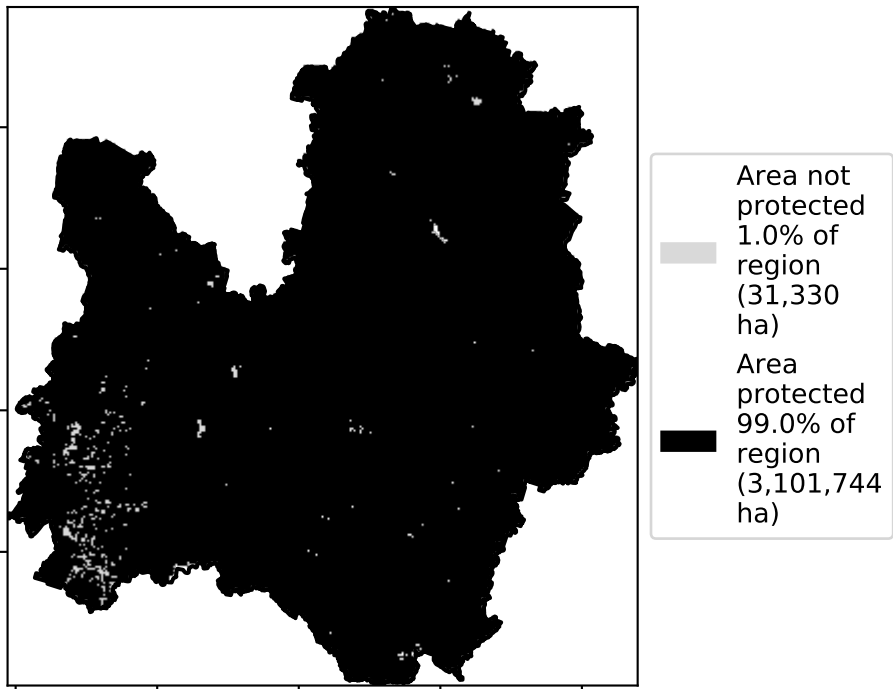 Area not
protected
1.0% of
region
(31,330
ha)
Area
protected
99.0% of
region
(3,101,744
ha)